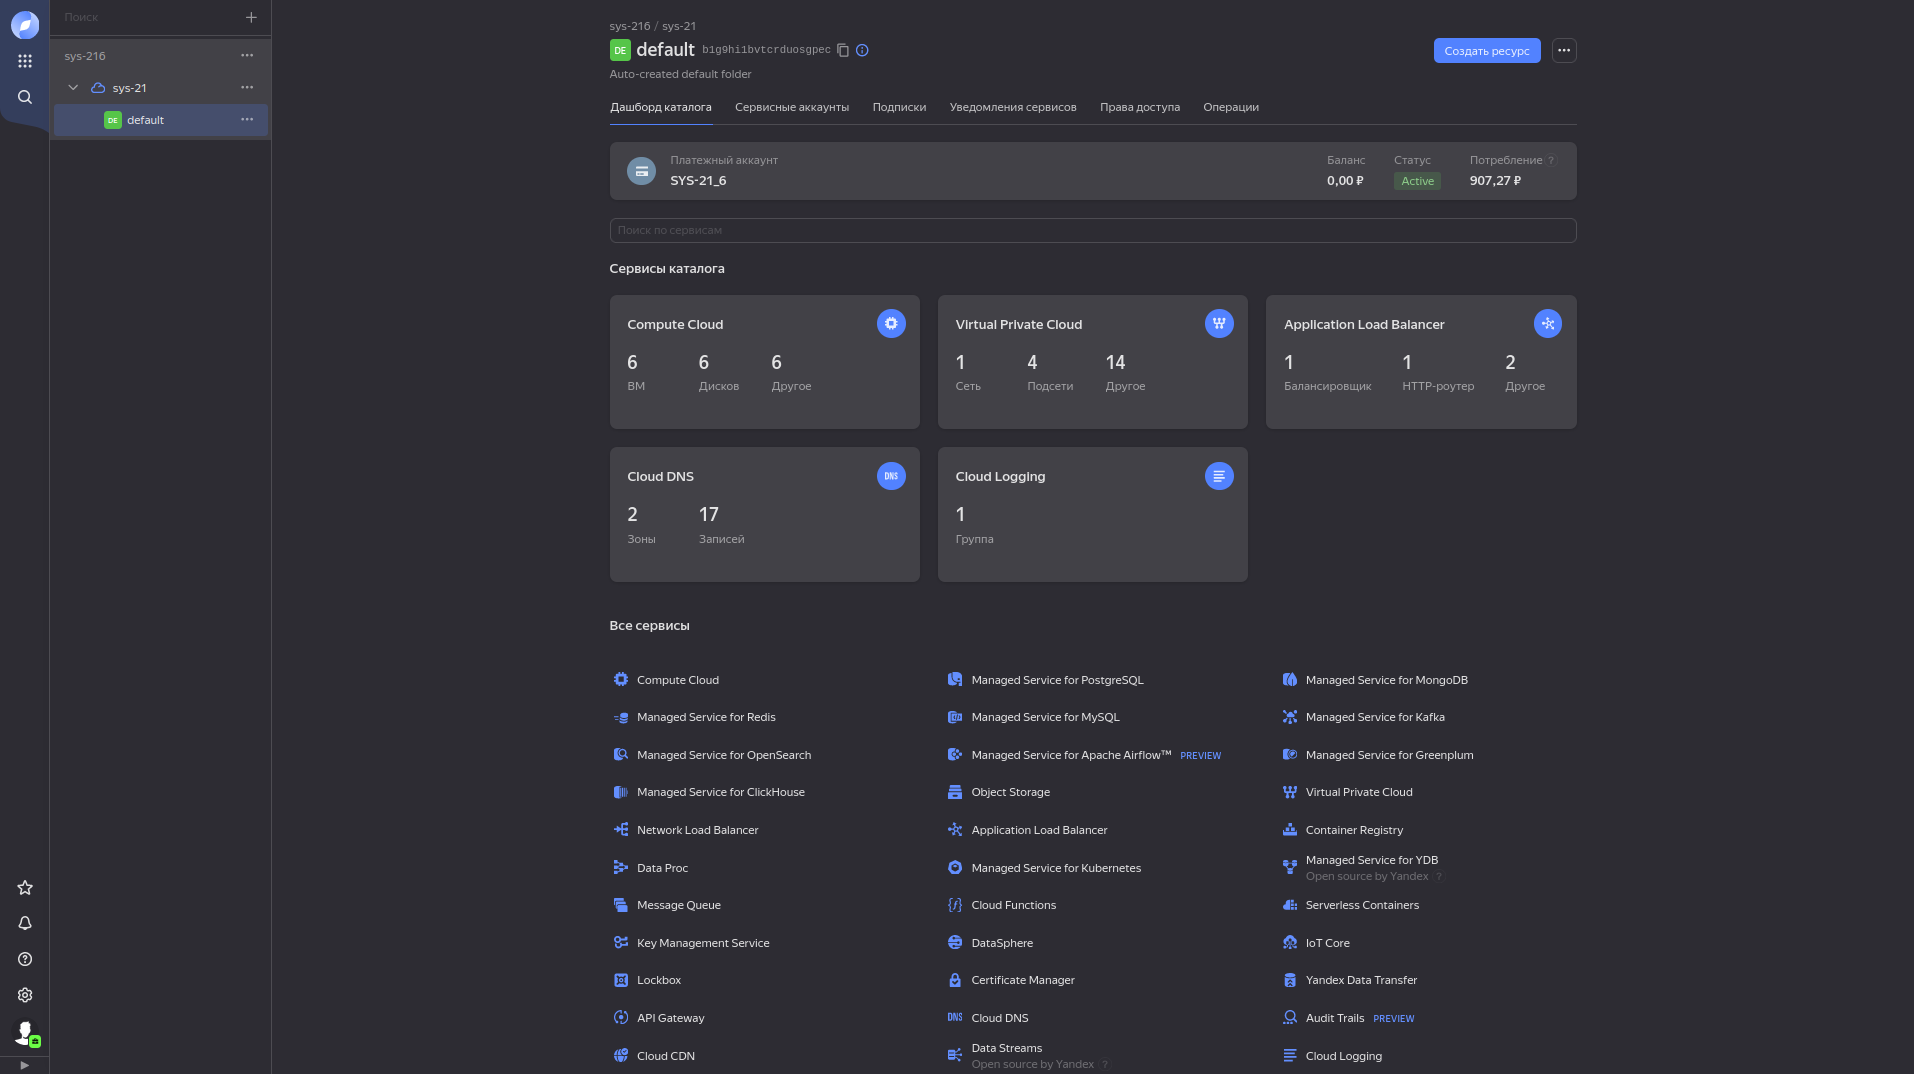 Поиск
sys-216
sys-21
DE default
sys-216 / sys-21
DE default b1g9hi1bvtcrduosgpec
Auto-created default folder
Создать ресурс
Дашборд каталога Сервисные аккаунты Подписки Уведомления сервисов Права доступа Операции
Платежный аккаунт Баланс Статус Потребление ?
SYS-21_6 0,00 ₽ Active 907,27 ₽
Поиск по сервисам
Сервисы каталога
Compute Cloud
6 6 6
ВМ Дисков Другое
Virtual Private Cloud
1 4 14
Сеть Подсети Другое
Application Load Balancer
1 1 2
Балансировщик HTTP-роутер Другое
Cloud DNS DNS
2 17
Зоны Записей
Cloud Logging
1
Группа
Все сервисы
Compute Cloud Managed Service for PostgreSQL Managed Service for MongoDB
Managed Service for Redis Managed Service for MySQL Managed Service for Kafka
Managed Service for OpenSearch Managed Service for Apache Airflow™ PREVIEW Managed Service for Greenplum
Managed Service for ClickHouse Object Storage Virtual Private Cloud
Network Load Balancer Application Load Balancer Container Registry
Data Proc Managed Service for Kubernetes Managed Service for YDB
Open source by Yandex ?
Message Queue Cloud Functions Serverless Containers
Key Management Service DataSphere IoT Core
Lockbox Certificate Manager Yandex Data Transfer
API Gateway DNS Cloud DNS Audit Trails PREVIEW
Cloud CDN Data Streams Cloud Logging
Open source by Yandex ?